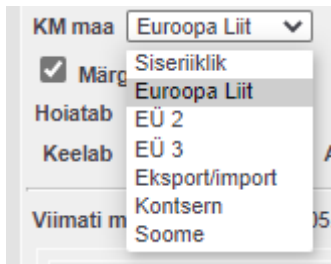 KM maa Euroopa Liit
Siseriiklik
Märg
Euroopa Liit
Hoiatab
EÜ 2
Keelab
EÜ 3
Eksport/import
Kontsern
Viimati m
05
Soome